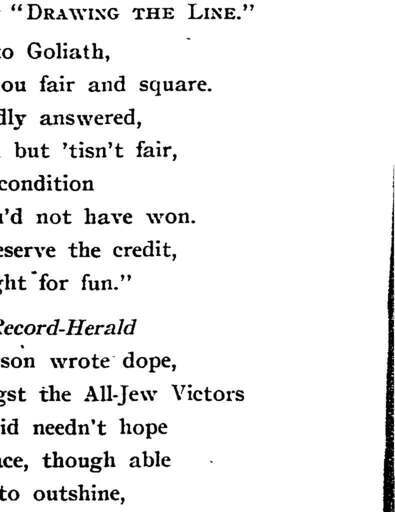 “DRAWING THE LINE.”
to Goliath,
ou fair and square.
dly answered,
but ’tisn’t fair,
condition
’d not have won.
eserve the credit,
ght for fun.”
Record-Herald
son wrote dope,
gst the All-Jew Victors
id needn’t hope
ce, though able
to outshine,